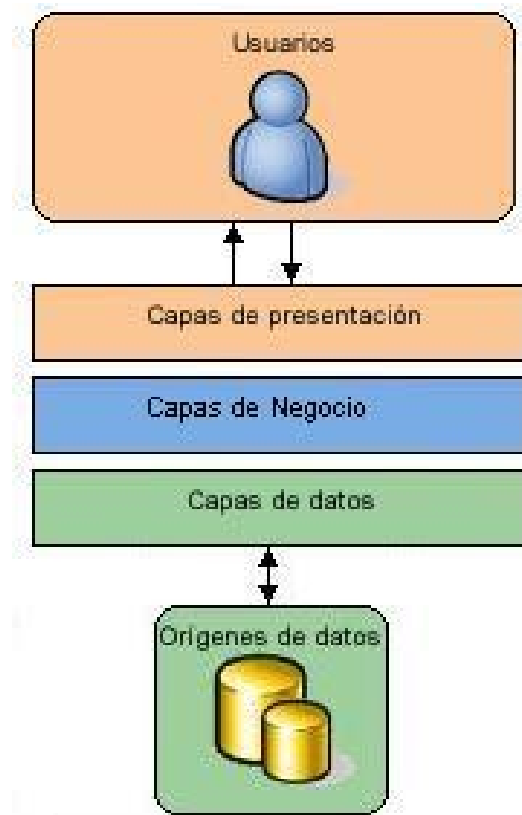 Usuarios
Capas de presentación
Capas de Negocio
Capas de datos
Orígenes de datos